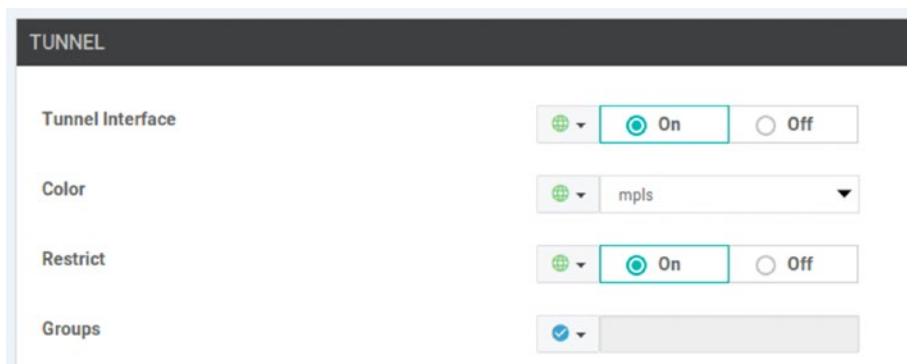 TUNNEL
Tunnel Interface On Off
Color mpls
Restrict On Off
Groups